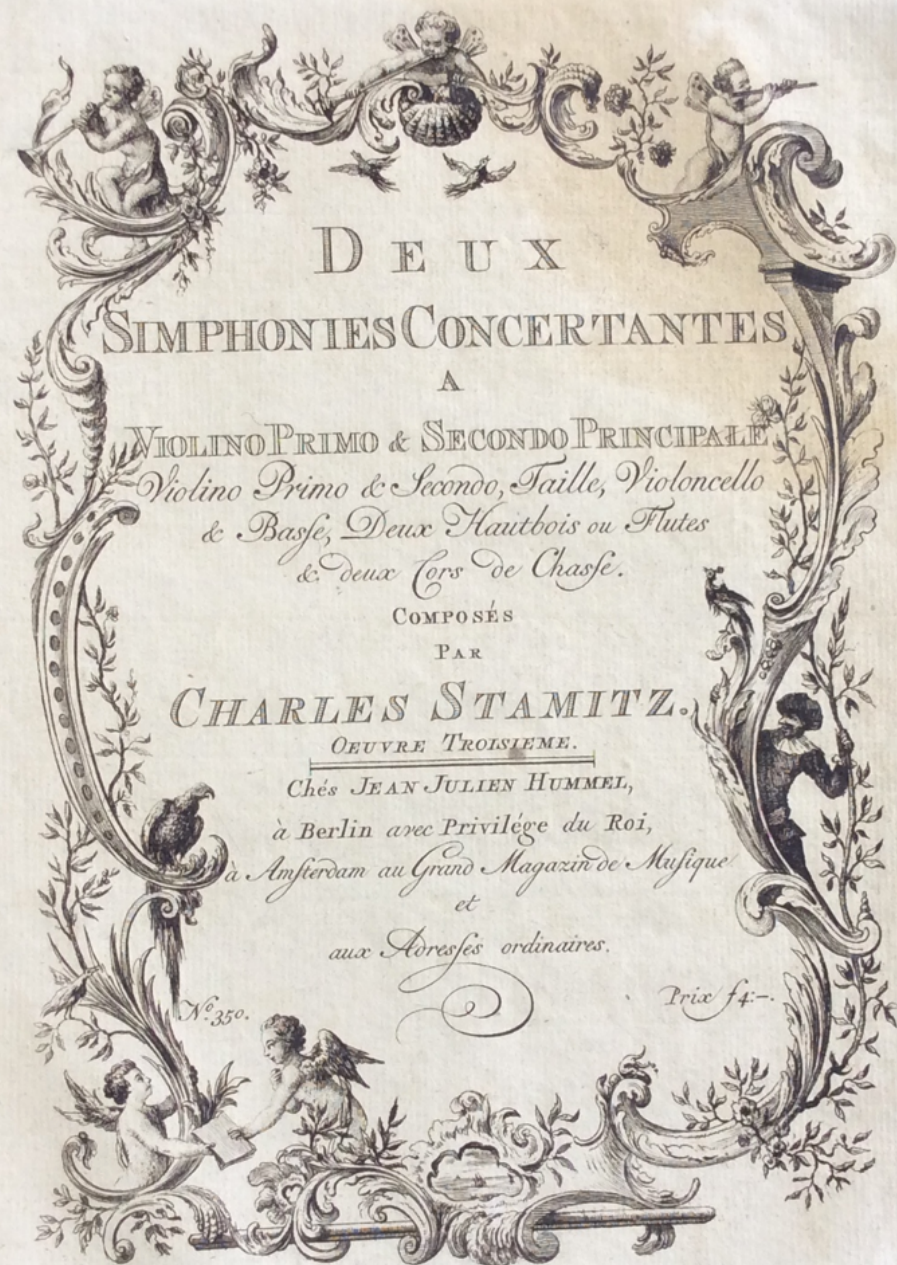 DEUX
SIMPHONIES CONCERTANTES
A
VIOLINO PRIMO & SECONDO PRINCIPALE
Violino Primo & Secondo, Taille, Violoncello
& Baſse, Deux Hautbois ou Flutes
& deux Cors de Chaſse.
COMPOSÉS
PAR
CHARLES STAMITZ.
OEUVRE TROISIEME.
Chés JEAN JULIEN HUMMEL,
à Berlin avec Privilége du Roi,
à Amsterdam au Grand Magazin de Muſique
et
aux Adreſses ordinaires.
No. 350.
Prix f4:–.